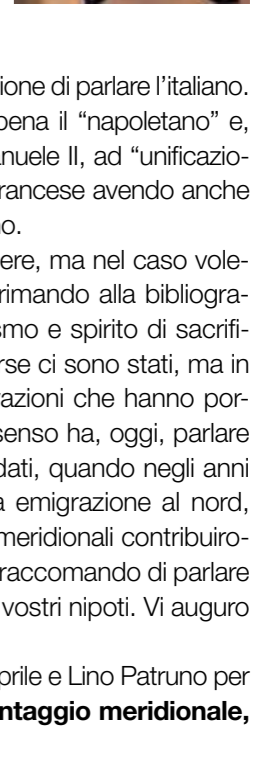 ione di parlare l’italiano.
pena il “napoletano” e,
nuele II, ad “unificazio-
rancese avendo anche
no.
ere, ma nel caso vole-
rimando alla bibliogra-
smo e spirito di sacrifi-
rse ci sono stati, ma in
razioni che hanno por-
senso ha, oggi, parlare
dati, quando negli anni
a emigrazione al nord,
meridionali contribuiro-
raccomando di parlare
vostri nipoti. Vi auguro
prile e Lino Patruno per
ntaggio meridionale,